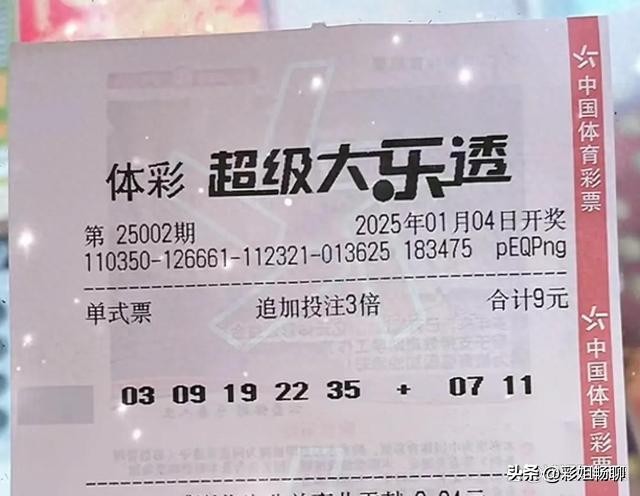 体彩 超级大乐透
第 25002期 2025年01月04日开奖
110350-126661-112321-013625 183475 pEQPng
单式票 追加投注3倍 合计9元
03 09 19 22 35 + 07 11
中国体育彩票
中国体育彩票
头条 @彩姐畅聊